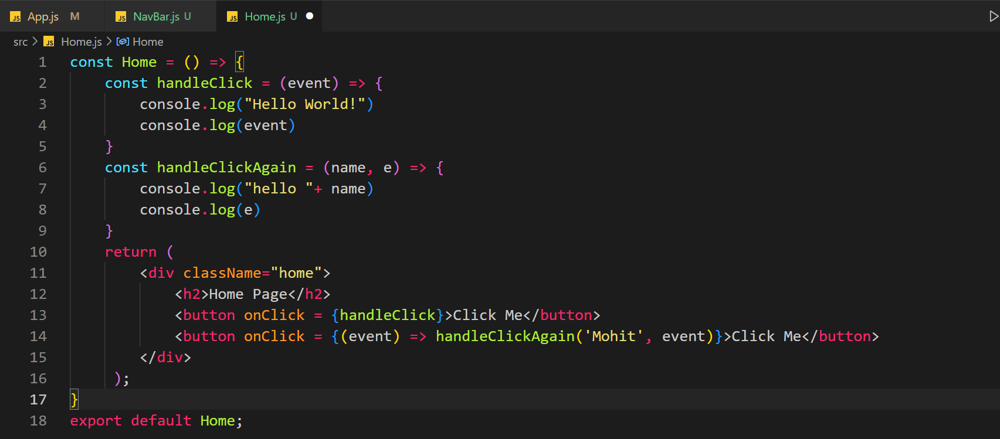 JS App.js M JS NavBar.js U JS Home.js U
src > JS Home.js > Home
1 const Home = () => {
2     const handleClick = (event) => {
3         console.log("Hello World!")
4         console.log(event)
5     }
6     const handleClickAgain = (name, e) => {
7         console.log("hello "+ name)
8         console.log(e)
9     }
10     return (
11         <div className="home">
12             <h2>Home Page</h2>
13             <button onClick = {handleClick}>Click Me</button>
14             <button onClick = {(event) => handleClickAgain('Mohit', event)}>Click Me</button>
15         </div>
16      );
17 }
18 export default Home;